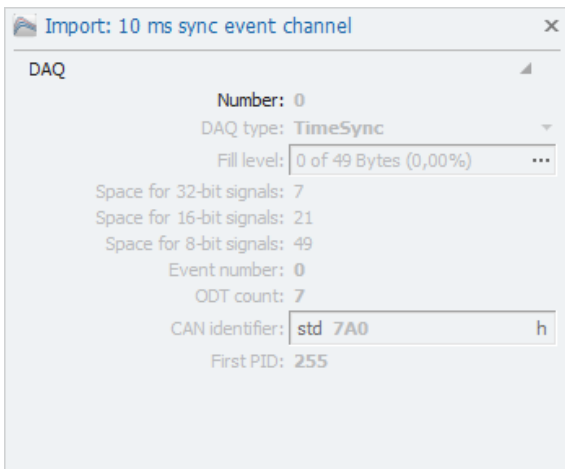 Import: 10 ms sync event channel
DAQ
Number: 0
DAQ type: TimeSync
Fill level: 0 of 49 Bytes (0,00%) ...
Space for 32-bit signals: 7
Space for 16-bit signals: 21
Space for 8-bit signals: 49
Event number: 0
ODT count: 7
CAN identifier: std 7A0 h
First PID: 255